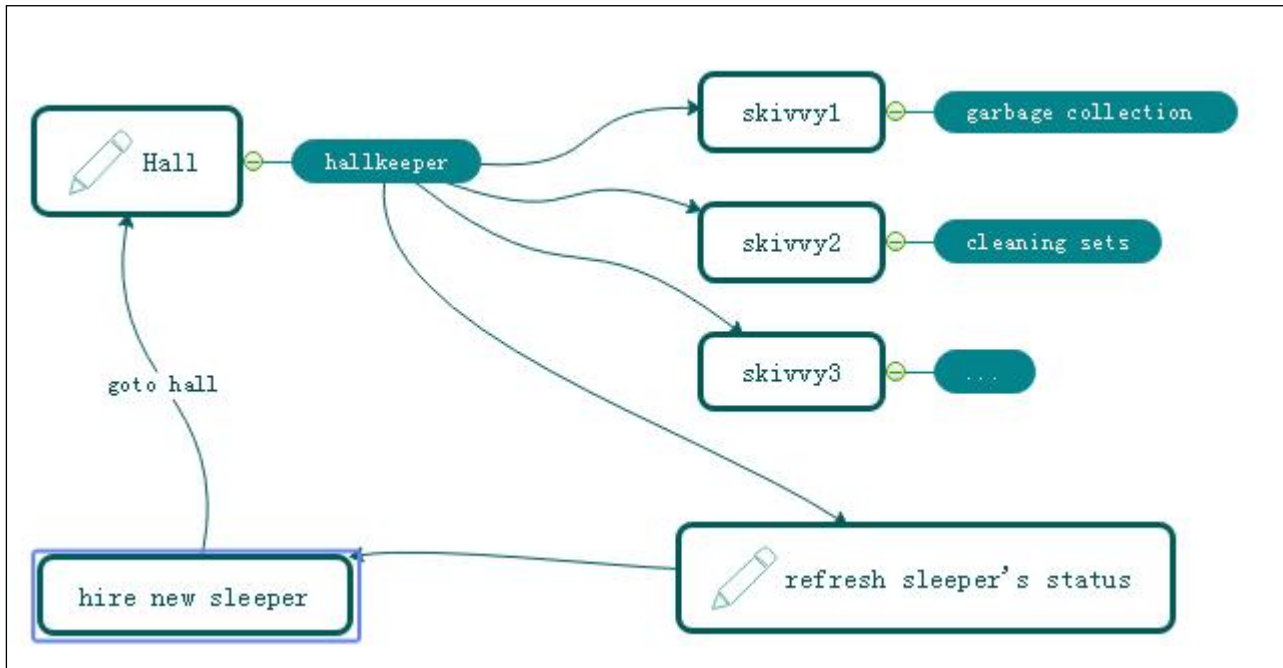 Hall
hallkeeper
skivvy1
garbage collection
skivvy2
cleaning sets
skivvy3
...
goto hall
hire new sleeper
refresh sleeper's status